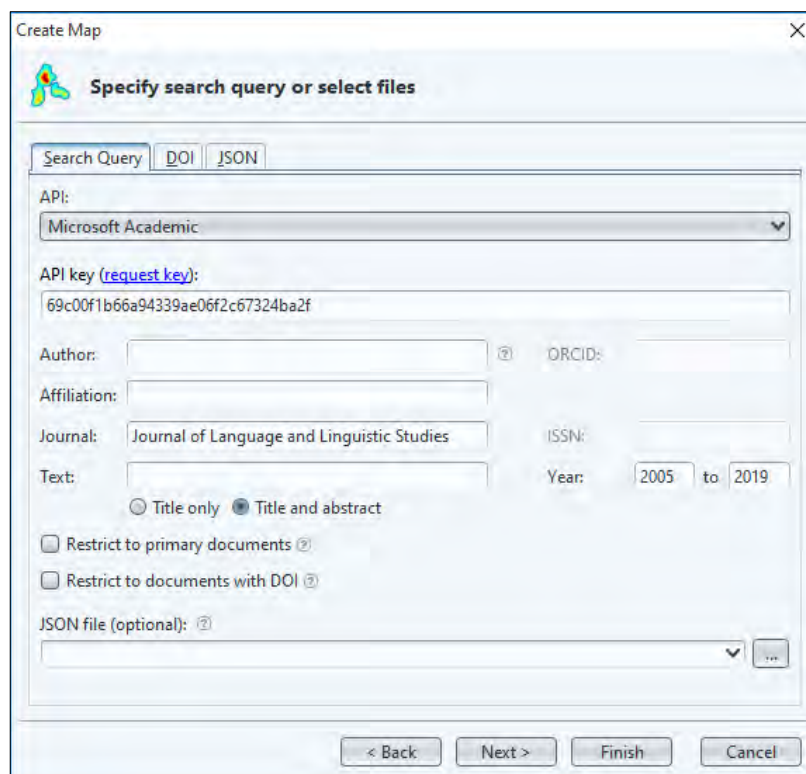 Create Map
Specify search query or select files
Search Query DOI JSON
API:
Microsoft Academic
API key (request key):
69c00f1b66a94339ae06f2c67324ba2f
Author: ORCID:
Affiliation:
Journal: Journal of Language and Linguistic Studies ISSN:
Text: Year: 2005 to 2019
Title only Title and abstract
Restrict to primary documents
Restrict to documents with DOI
JSON file (optional):
...
< Back Next > Finish Cancel